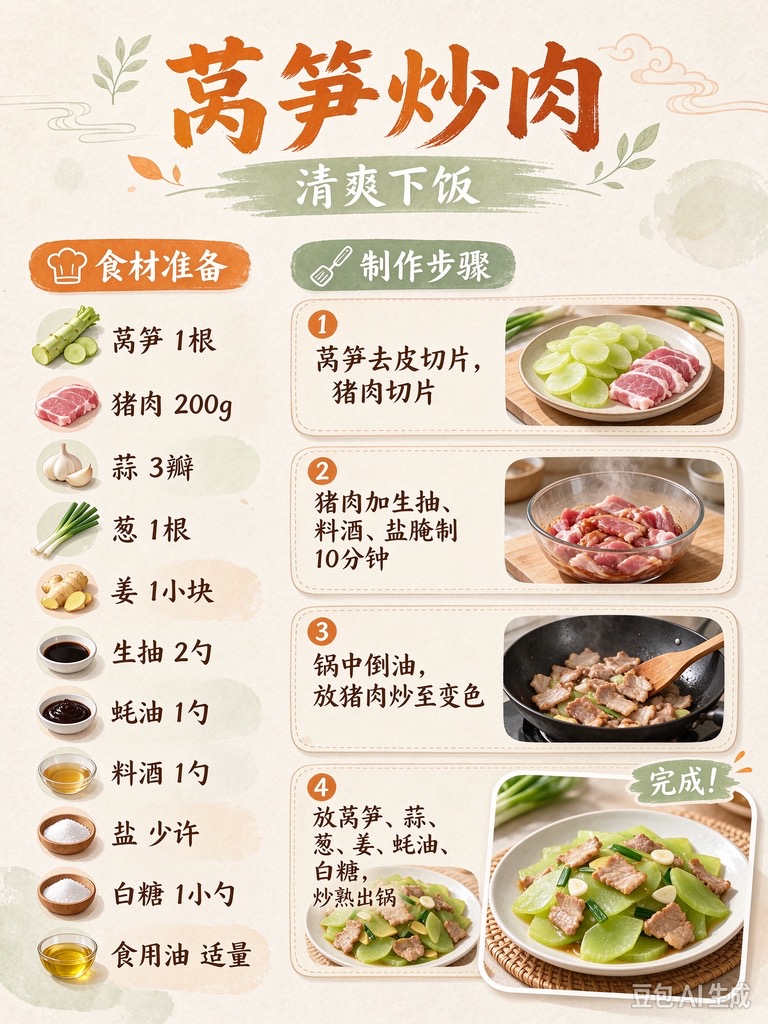 莴笋炒肉
清爽下饭
食材准备
莴笋 1根
猪肉 200g
蒜 3瓣
葱 1根
姜 1小块
生抽 2勺
蚝油 1勺
料酒 1勺
盐 少许
白糖 1小勺
食用油 适量
制作步骤
1
莴笋去皮切片，
猪肉切片
2
猪肉加生抽、
料酒、盐腌制
10分钟
3
锅中倒油，
放猪肉炒至变色
4
放莴笋、蒜、
葱、姜、蚝油、
白糖，
炒熟出锅
完成！
豆包AI生成